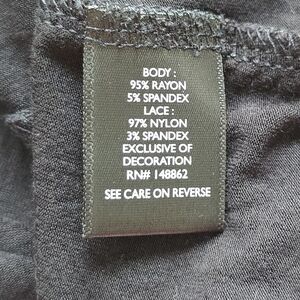 BODY :
95% RAYON
5% SPANDEX
LACE :
97% NYLON
3% SPANDEX
EXCLUSIVE OF
DECORATION
RN# 148862
SEE CARE ON REVERSE